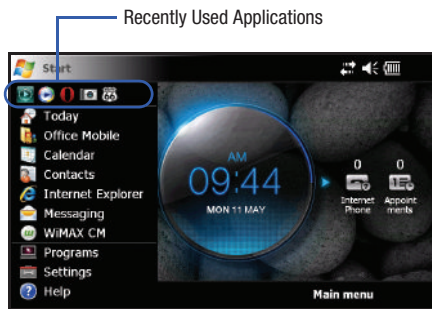 Recently Used Applications
Start
66
Today
Office Mobile
Calendar
Contacts
Internet Explorer
Messaging
WiMAX CM
Programs
Settings
Help
AM
09:44
MON 11 MAY
0 0
Internet Phone
Appoint ments
Main menu